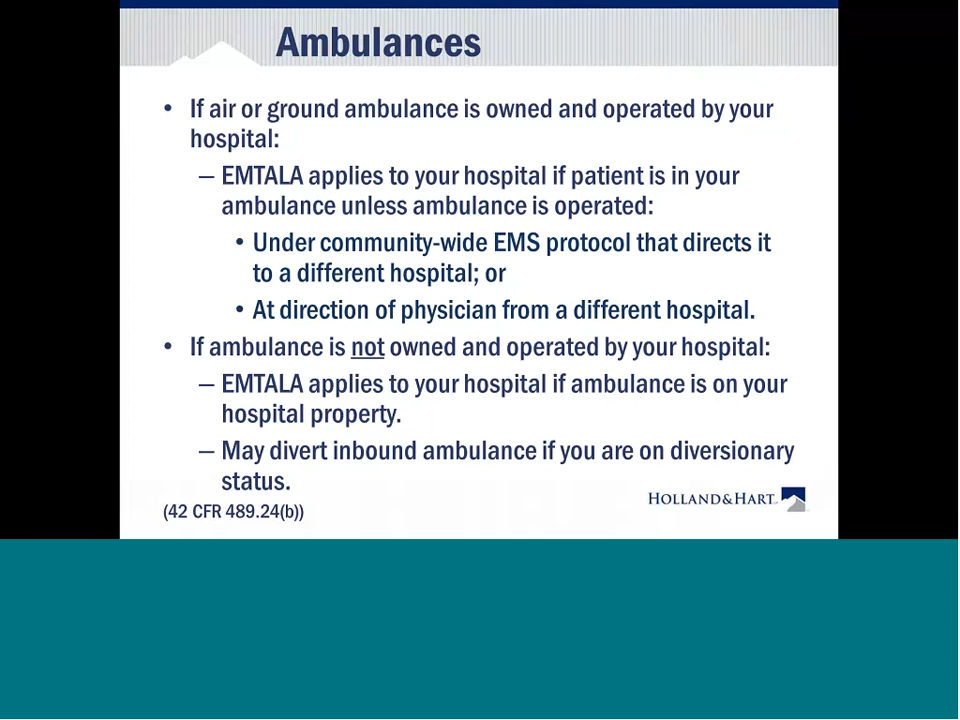 Ambulances
• If air or ground ambulance is owned and operated by your
hospital:
– EMTALA applies to your hospital if patient is in your
ambulance unless ambulance is operated:
• Under community-wide EMS protocol that directs it
to a different hospital; or
• At direction of physician from a different hospital.
• If ambulance is not owned and operated by your hospital:
– EMTALA applies to your hospital if ambulance is on your
hospital property.
– May divert inbound ambulance if you are on diversionary
status.
(42 CFR 489.24(b))
HOLLAND&HART